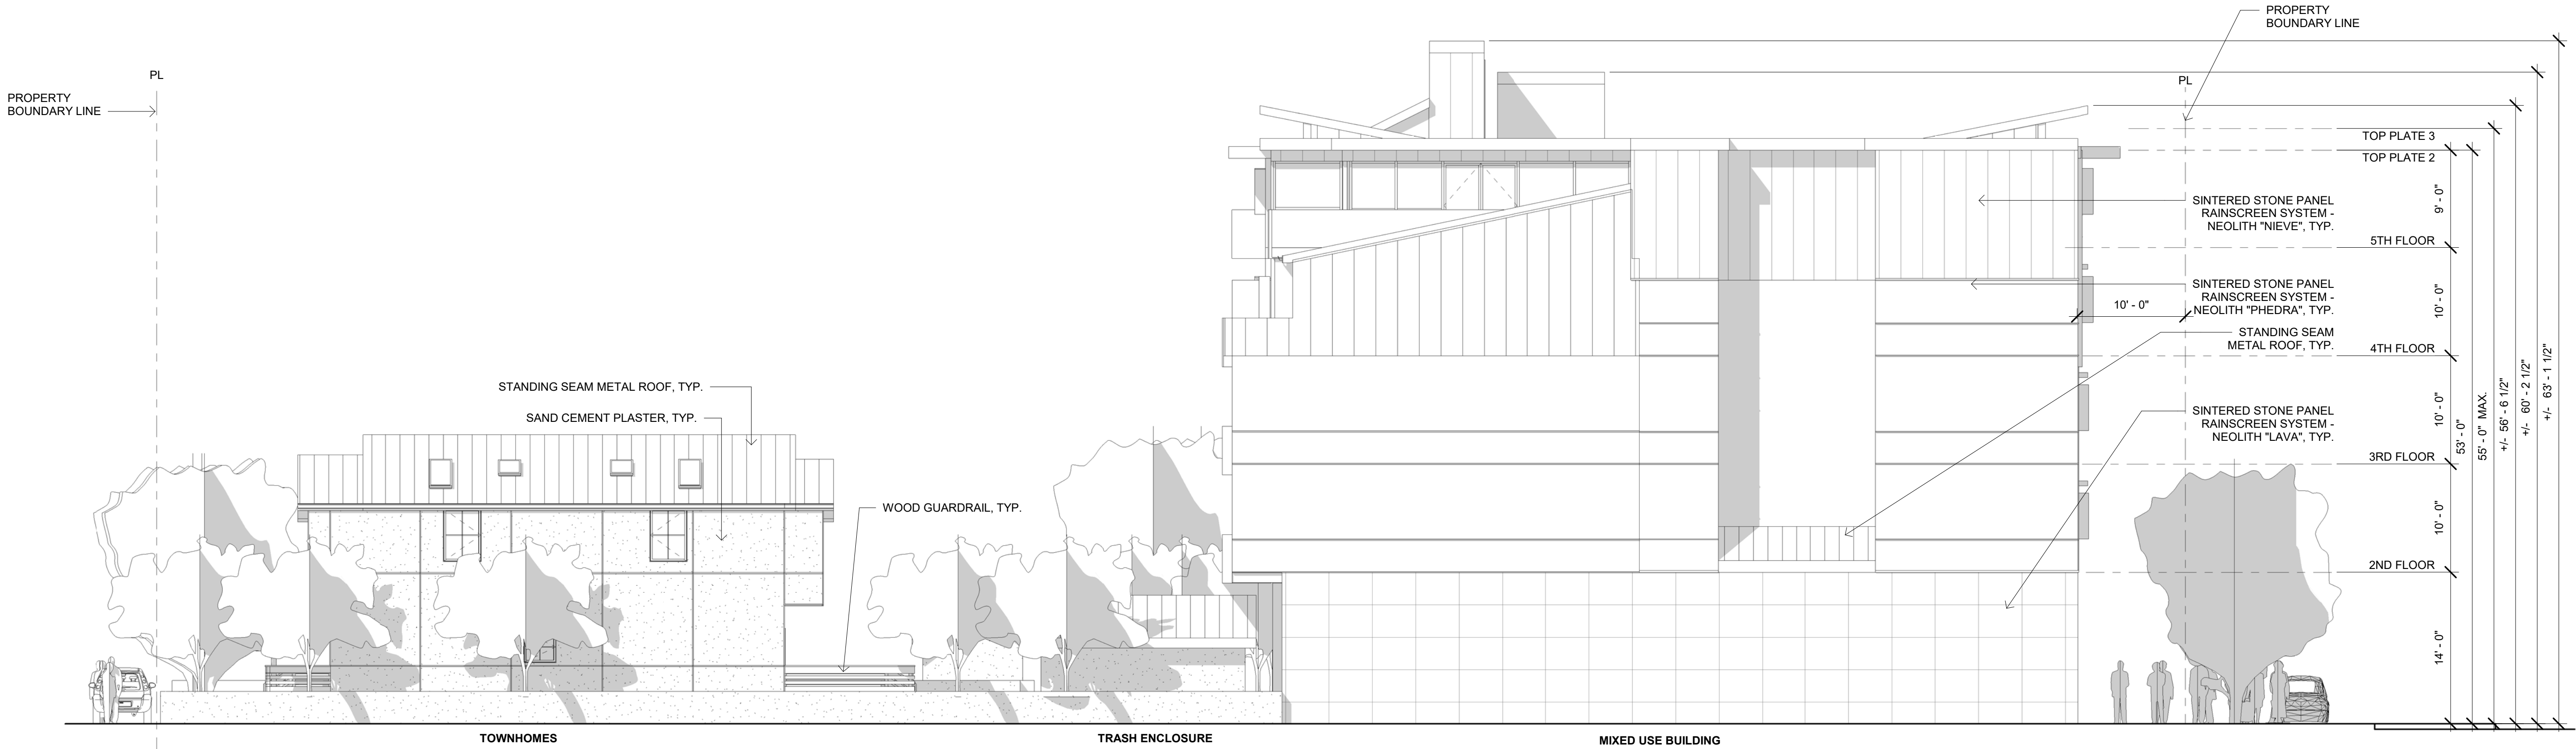 PROPERTY
BOUNDARY LINE
PL
PROPERTY
BOUNDARY LINE
PL
STANDING SEAM METAL ROOF, TYP.
SAND CEMENT PLASTER, TYP.
WOOD GUARDRAIL, TYP.
TOP PLATE 3
TOP PLATE 2
SINTERED STONE PANEL
RAINSCREEN SYSTEM -
NEOLITH "NIEVE", TYP.
5TH FLOOR
SINTERED STONE PANEL
RAINSCREEN SYSTEM -
NEOLITH "PHEDRA", TYP.
10' - 0"
STANDING SEAM
METAL ROOF, TYP.
4TH FLOOR
SINTERED STONE PANEL
RAINSCREEN SYSTEM -
NEOLITH "LAVA", TYP.
3RD FLOOR
2ND FLOOR
9' - 0"
10' - 0"
10' - 0"
10' - 0"
14' - 0"
53' - 0"
55' - 0" MAX.
+/- 56' - 6 1/2"
+/- 60' - 2 1/2"
+/- 63' - 1 1/2"
TOWNHOMES
TRASH ENCLOSURE
MIXED USE BUILDING